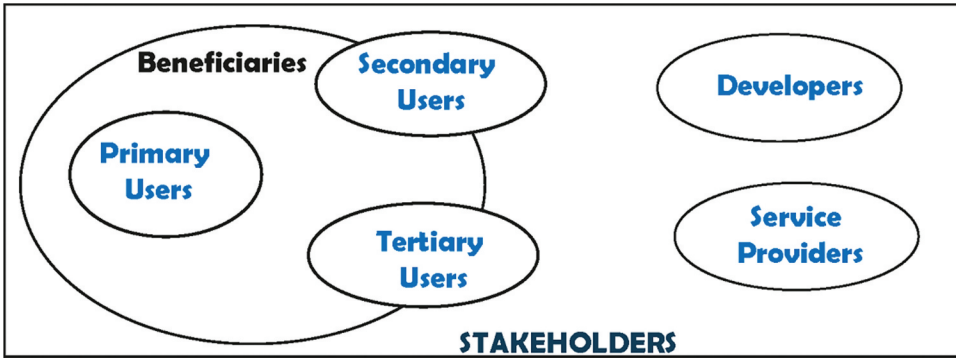 Beneficiaries
Secondary
Users
Developers
Primary
Users
Service
Providers
Tertiary
Users
STAKEHOLDERS